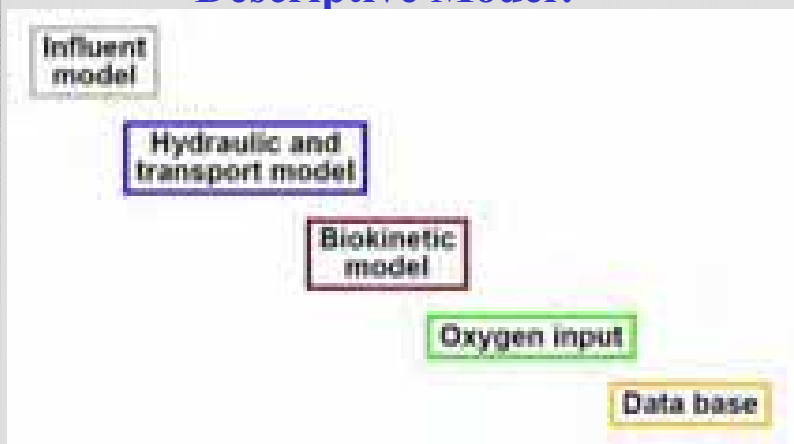 Descriptive Model:
Influent
model
Hydraulic and
transport model
Biokinetic
model
Oxygen input
Data base